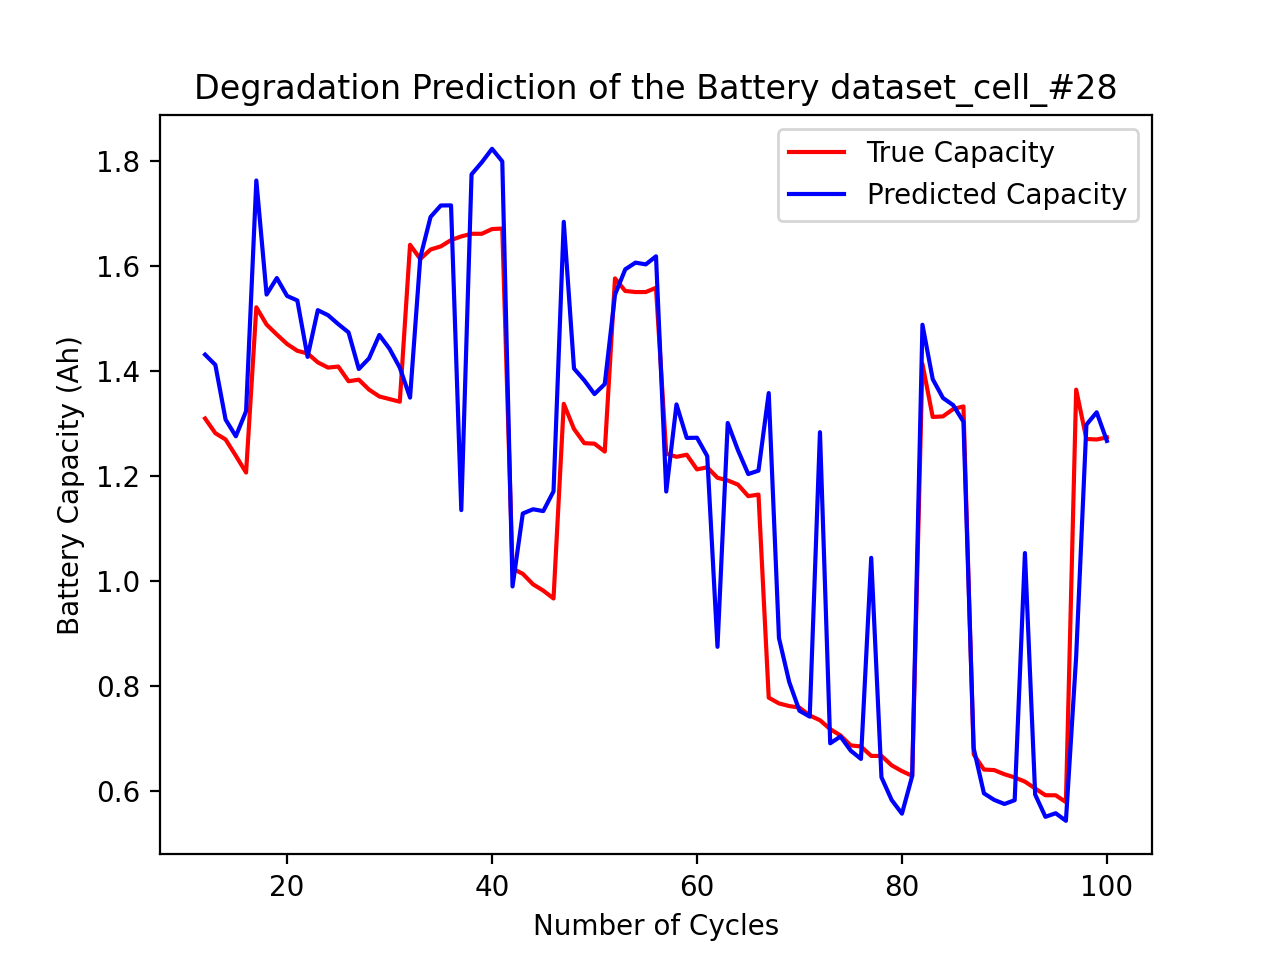 Degradation Prediction of the Battery dataset_cell_#28
True Capacity
Predicted Capacity
Battery Capacity (Ah)
1.8
1.6
1.4
1.2
1.0
0.8
0.6
20 40 60 80 100
Number of Cycles